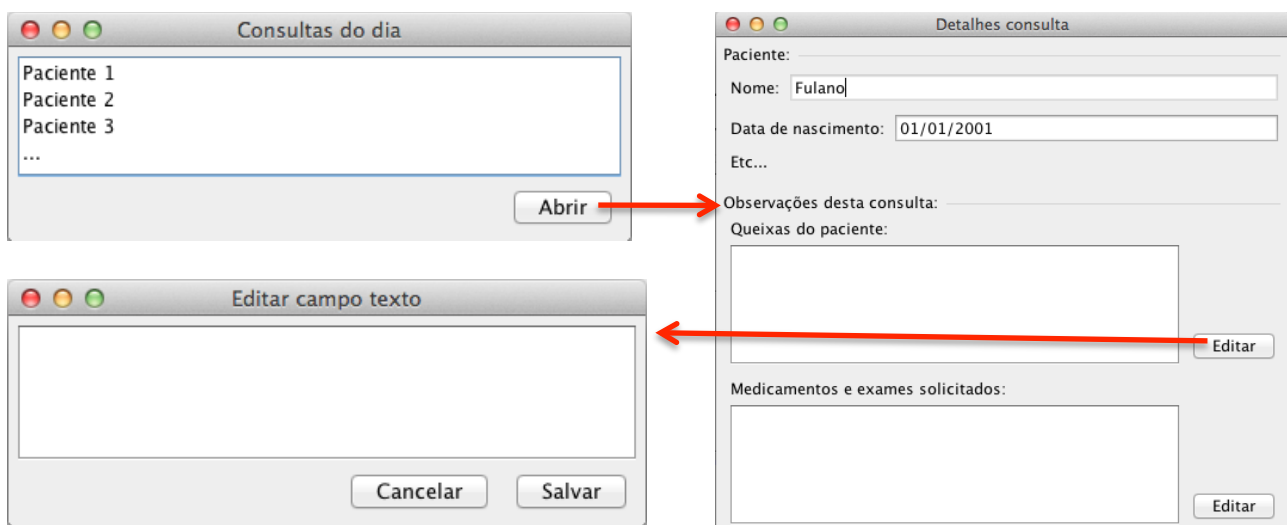 Consultas do dia
Paciente 1
Paciente 2
Paciente 3
...
Abrir
Detalhes consulta
Paciente:
Nome: Fulano
Data de nascimento: 01/01/2001
Etc...
Observações desta consulta:
Queixas do paciente:
Editar
Medicamentos e exames solicitados:
Editar
Editar campo texto
Cancelar Salvar